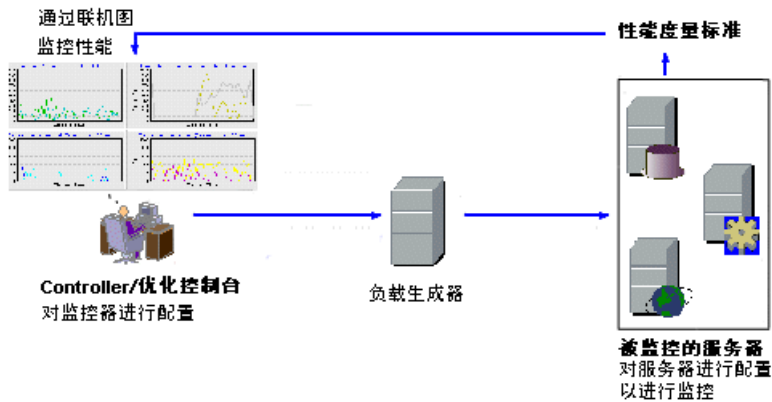 通过联机图
监控性能
性能度量标准
Controller/优化控制台
对监控器进行配置
负载生成器
被监控的服务器
对服务器进行配置
以进行监控